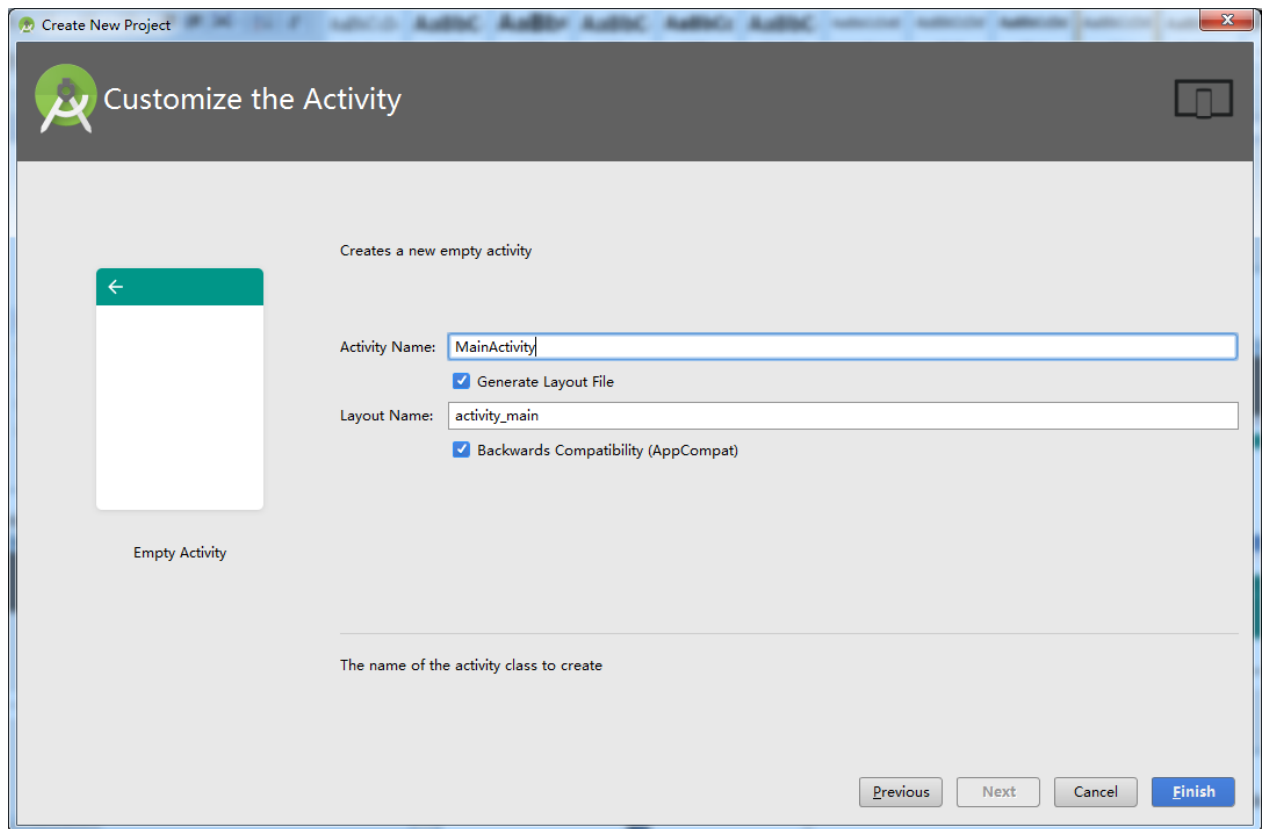 Create New Project
Customize the Activity
Creates a new empty activity
Activity Name: MainActivity
Generate Layout File
Layout Name: activity_main
Backwards Compatibility (AppCompat)
Empty Activity
The name of the activity class to create
Previous Next Cancel Finish